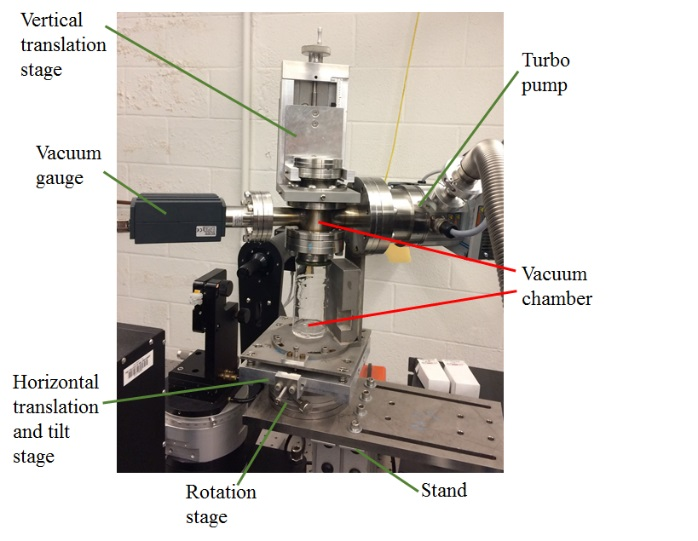 Vertical
translation
stage
Turbo
pump
Vacuum
gauge
Vacuum
chamber
Horizontal
translation
and tilt
stage
Rotation
stage
Stand